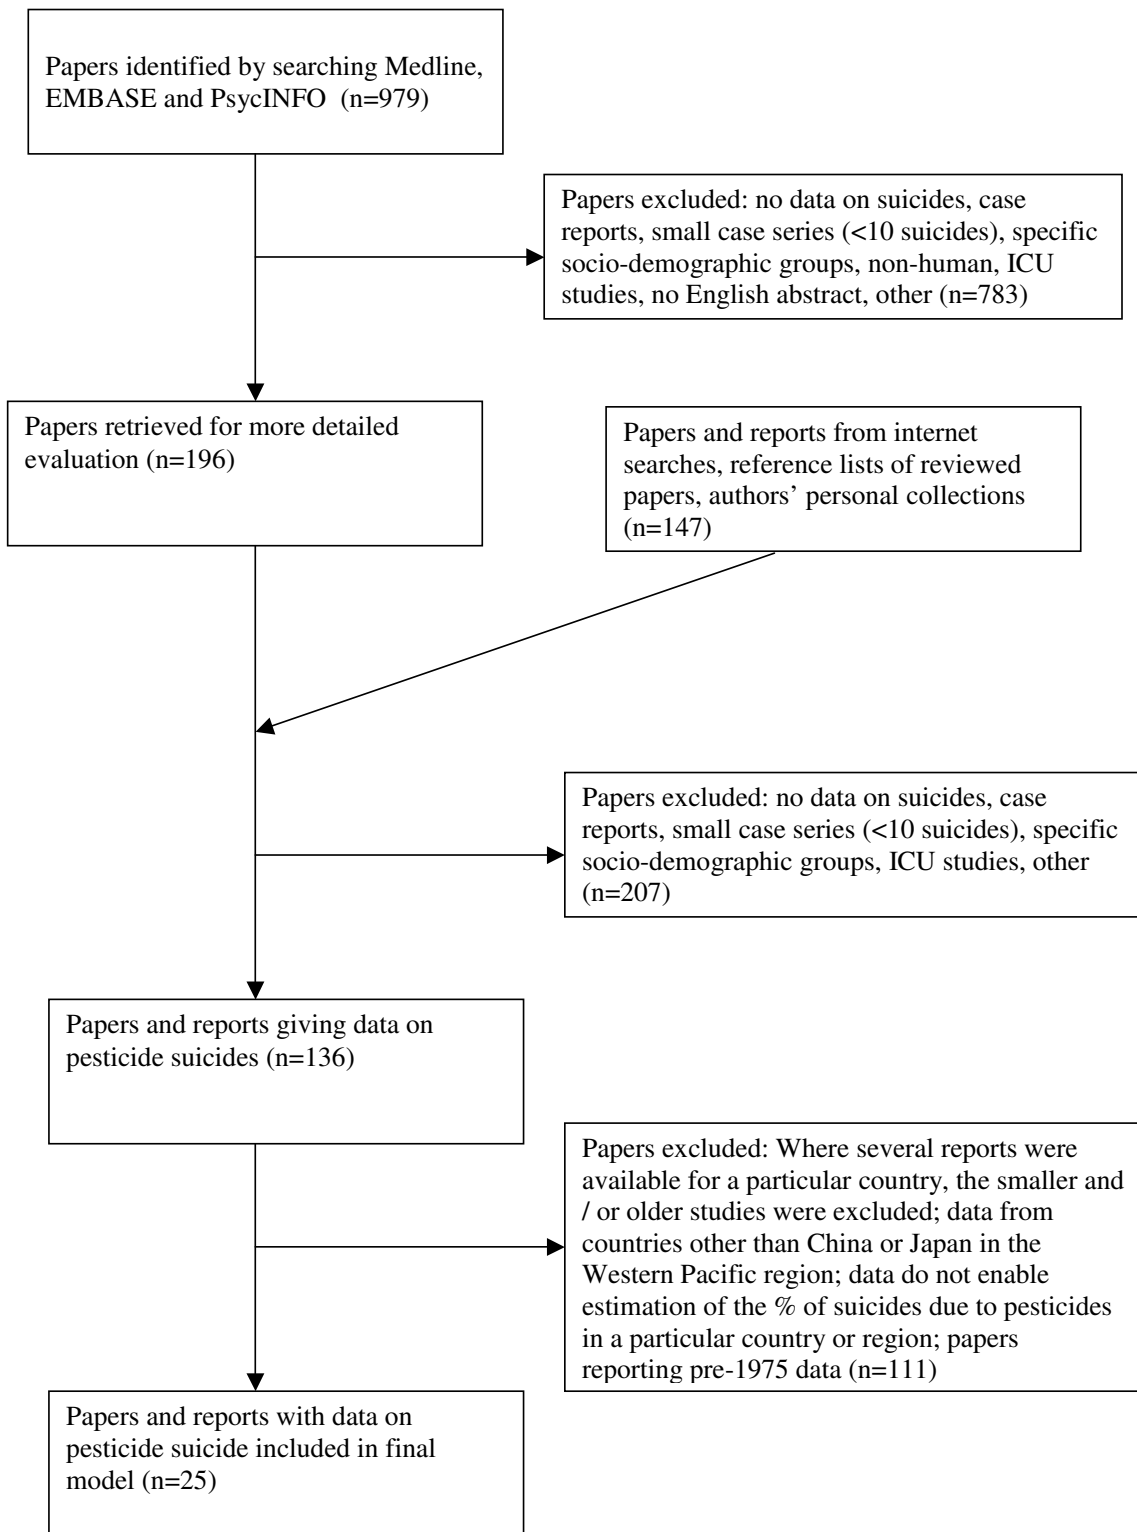 Papers identified by searching Medline,
EMBASE and PsycINFO (n=979)
Papers excluded: no data on suicides, case
reports, small case series (<10 suicides), specific
socio-demographic groups, non-human, ICU
studies, no English abstract, other (n=783)
Papers retrieved for more detailed
evaluation (n=196)
Papers and reports from internet
searches, reference lists of reviewed
papers, authors’ personal collections
(n=147)
Papers excluded: no data on suicides, case
reports, small case series (<10 suicides), specific
socio-demographic groups, ICU studies, other
(n=207)
Papers and reports giving data on
pesticide suicides (n=136)
Papers excluded: Where several reports were
available for a particular country, the smaller and
/ or older studies were excluded; data from
countries other than China or Japan in the
Western Pacific region; data do not enable
estimation of the % of suicides due to pesticides
in a particular country or region; papers
reporting pre-1975 data (n=111)
Papers and reports with data on
pesticide suicide included in final
model (n=25)